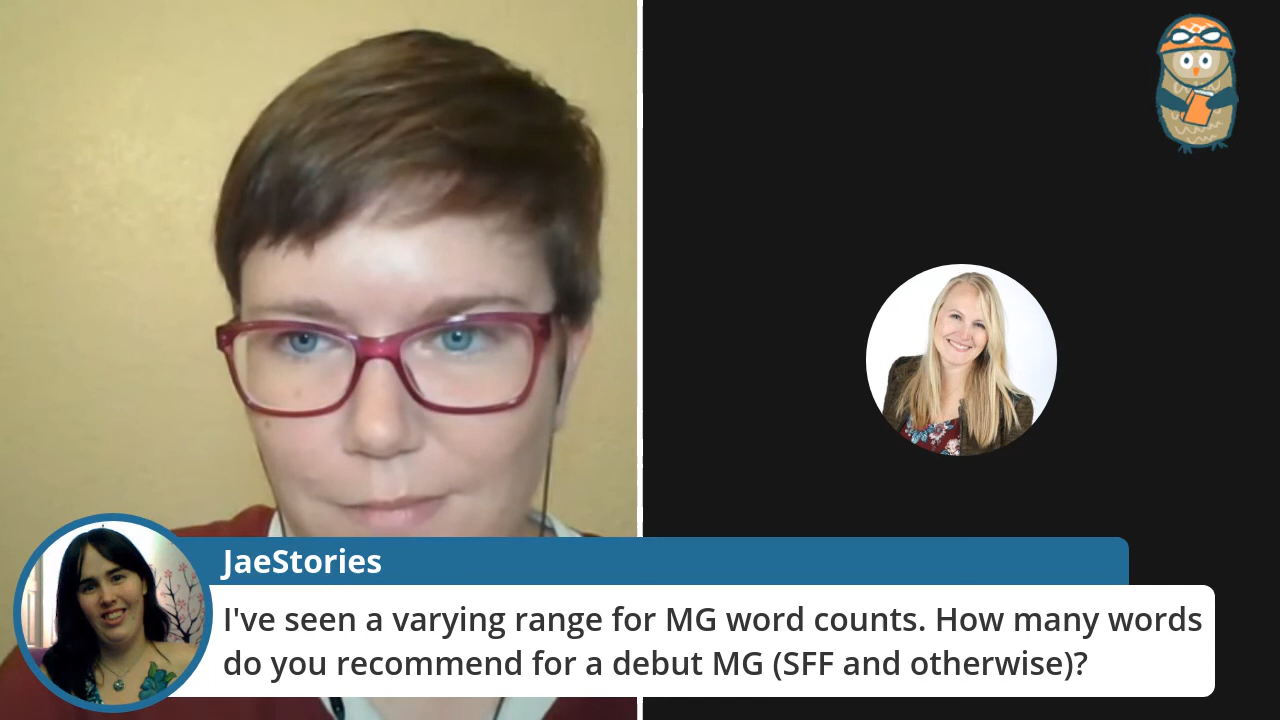 JaeStories
I've seen a varying range for MG word counts. How many words
do you recommend for a debut MG (SFF and otherwise)?